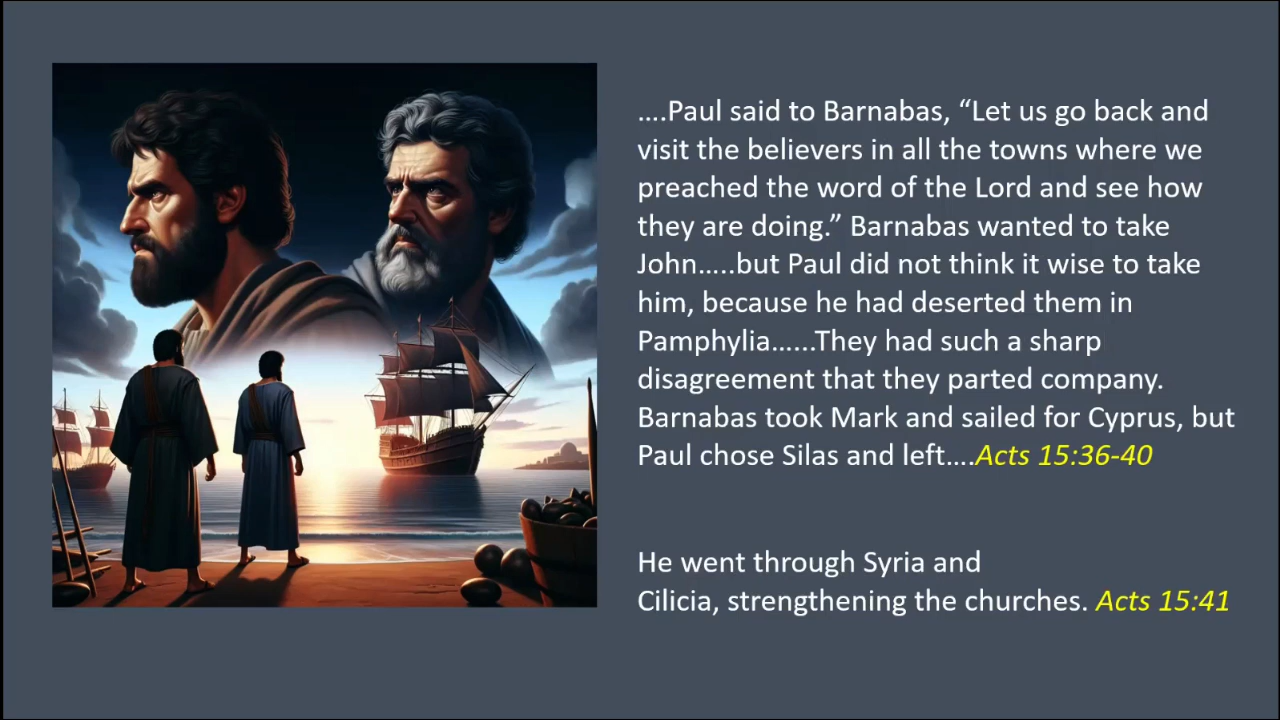 ….Paul said to Barnabas, “Let us go back and
visit the believers in all the towns where we
preached the word of the Lord and see how
they are doing.” Barnabas wanted to take
John…..but Paul did not think it wise to take
him, because he had deserted them in
Pamphylia……They had such a sharp
disagreement that they parted company.
Barnabas took Mark and sailed for Cyprus, but
Paul chose Silas and left….Acts 15:36-40
He went through Syria and
Cilicia, strengthening the churches. Acts 15:41